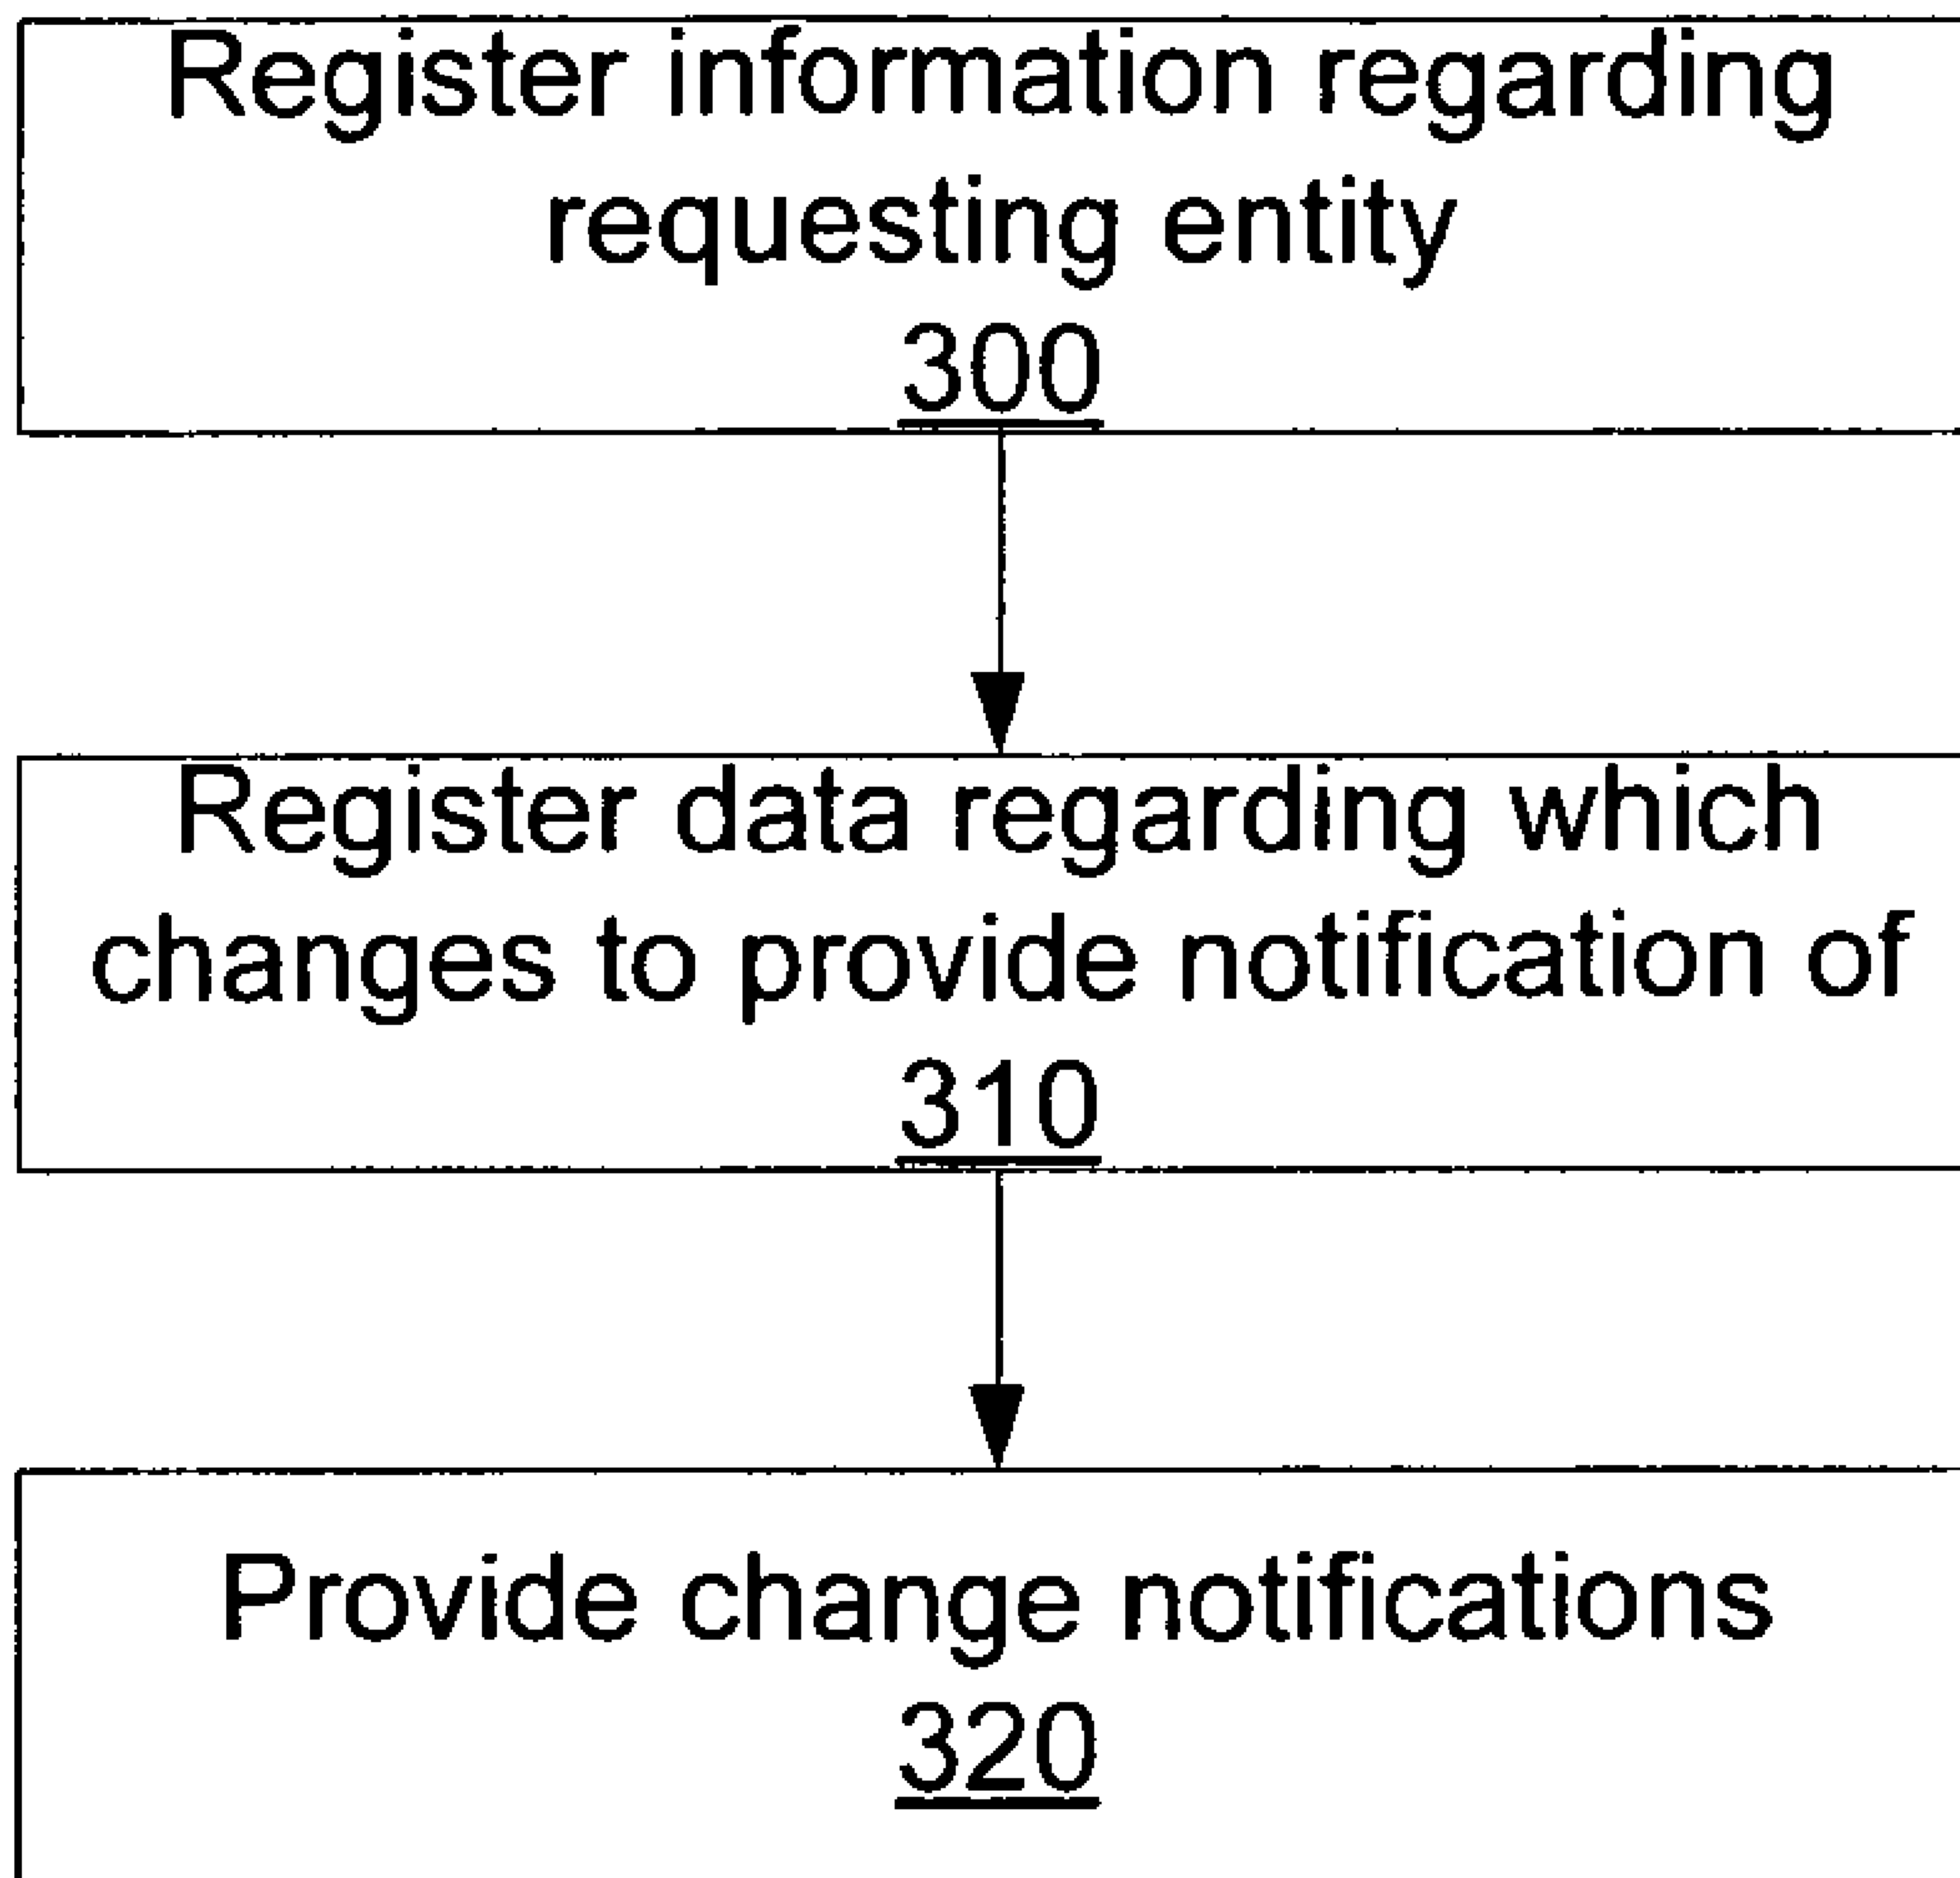 Register information regarding
requesting entity
300
Register data regarding which
changes to provide notification of
310
Provide change notifications
320